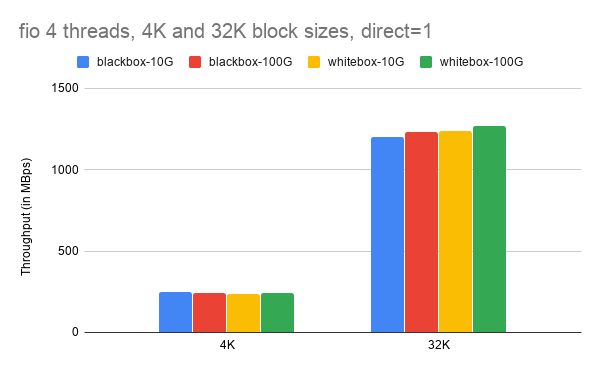 fio 4 threads, 4K and 32K block sizes, direct=1
blackbox-10G blackbox-100G whitebox-10G whitebox-100G
1500
1000
500
0
Throughput (in MBps)
4K 32K